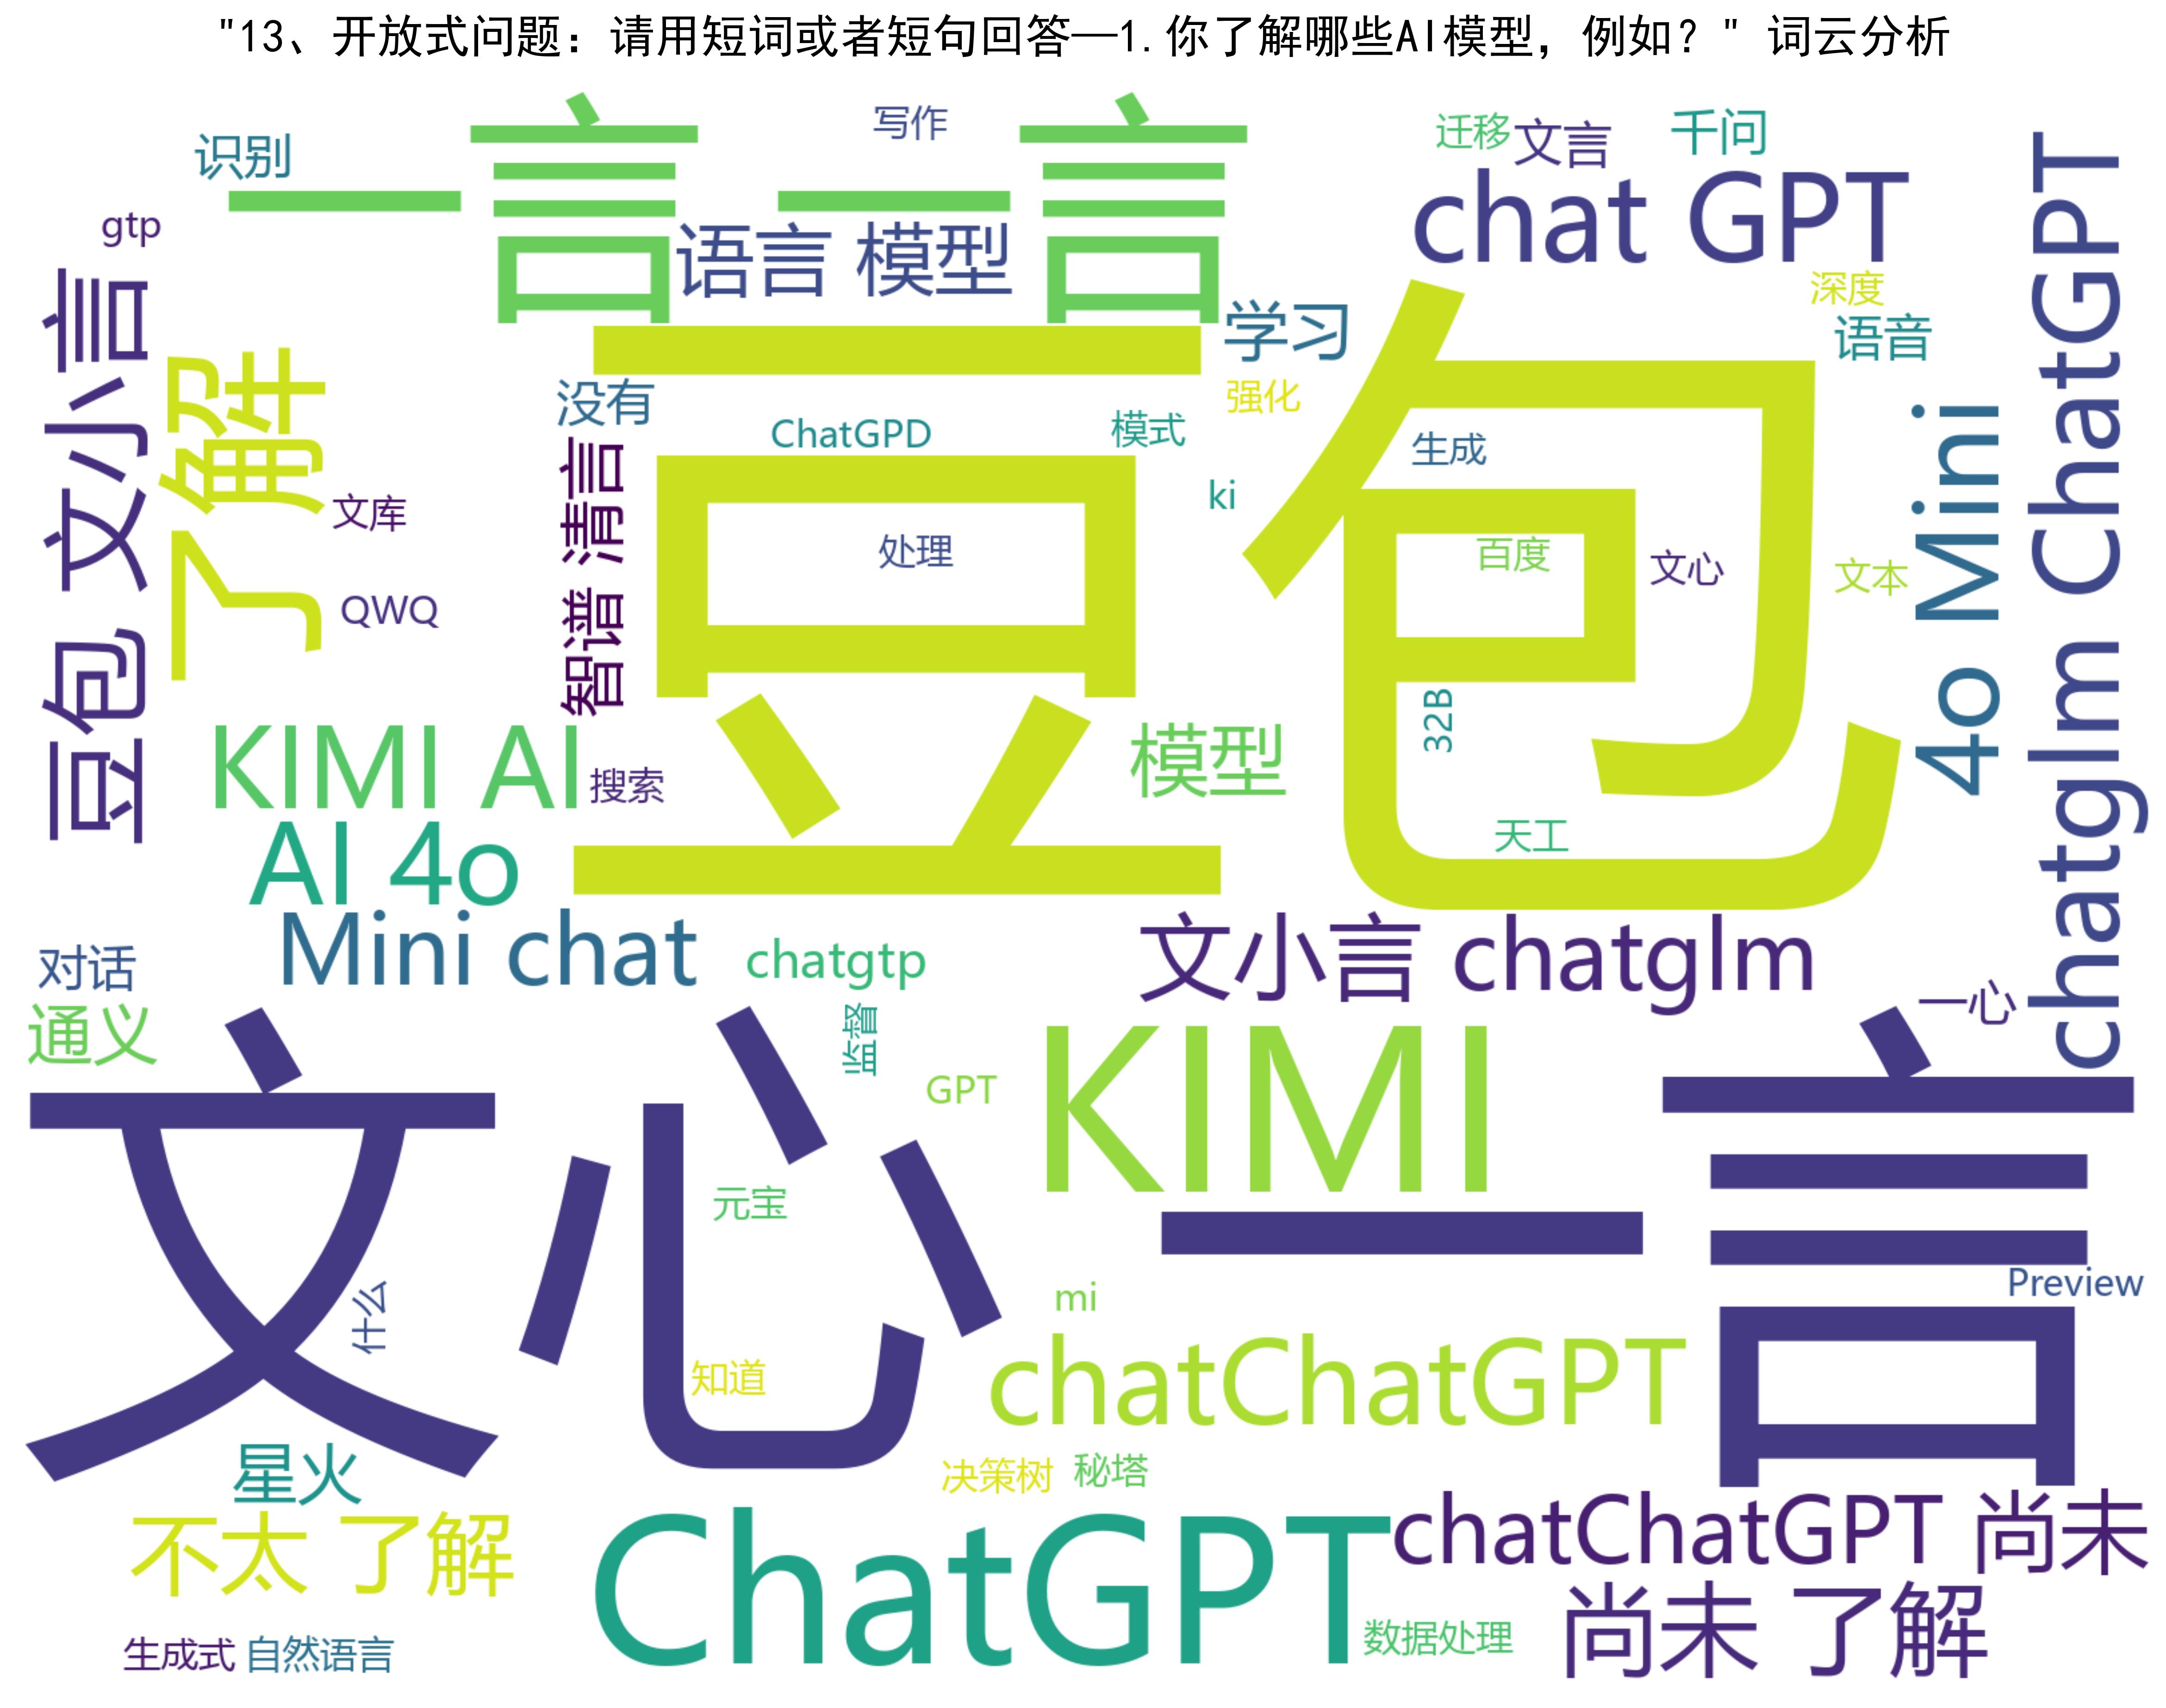 "13、开放式问题：请用短词或者短句回答—1.你了解哪些AI模型，例如？" 词云分析
识别
一言 一言
写作
迁移
文言
千问
gtp
语言 模型
chat GPT
chatglm ChatGPT
豆包 文小言
了解
学习
深度
语音
没有
ChatGPD
模式
强化
ki
生成
文库
QWQ
智谱 清言
处理
豆包
百度
文心
文本
4o Mini
32B
KIMI AI
搜索
模型
天工
AI 4o
Mini chat
chatgtp
文小言 chatglm
对话
通义
监督
GPT
KIMI
一心
文心一言
元宝
什么
知道
mi
Preview
chatChatGPT
星火
决策树
秘塔
不太 了解
ChatGPT
chatChatGPT 尚未
尚未 了解
数据处理
生成式
自然语言